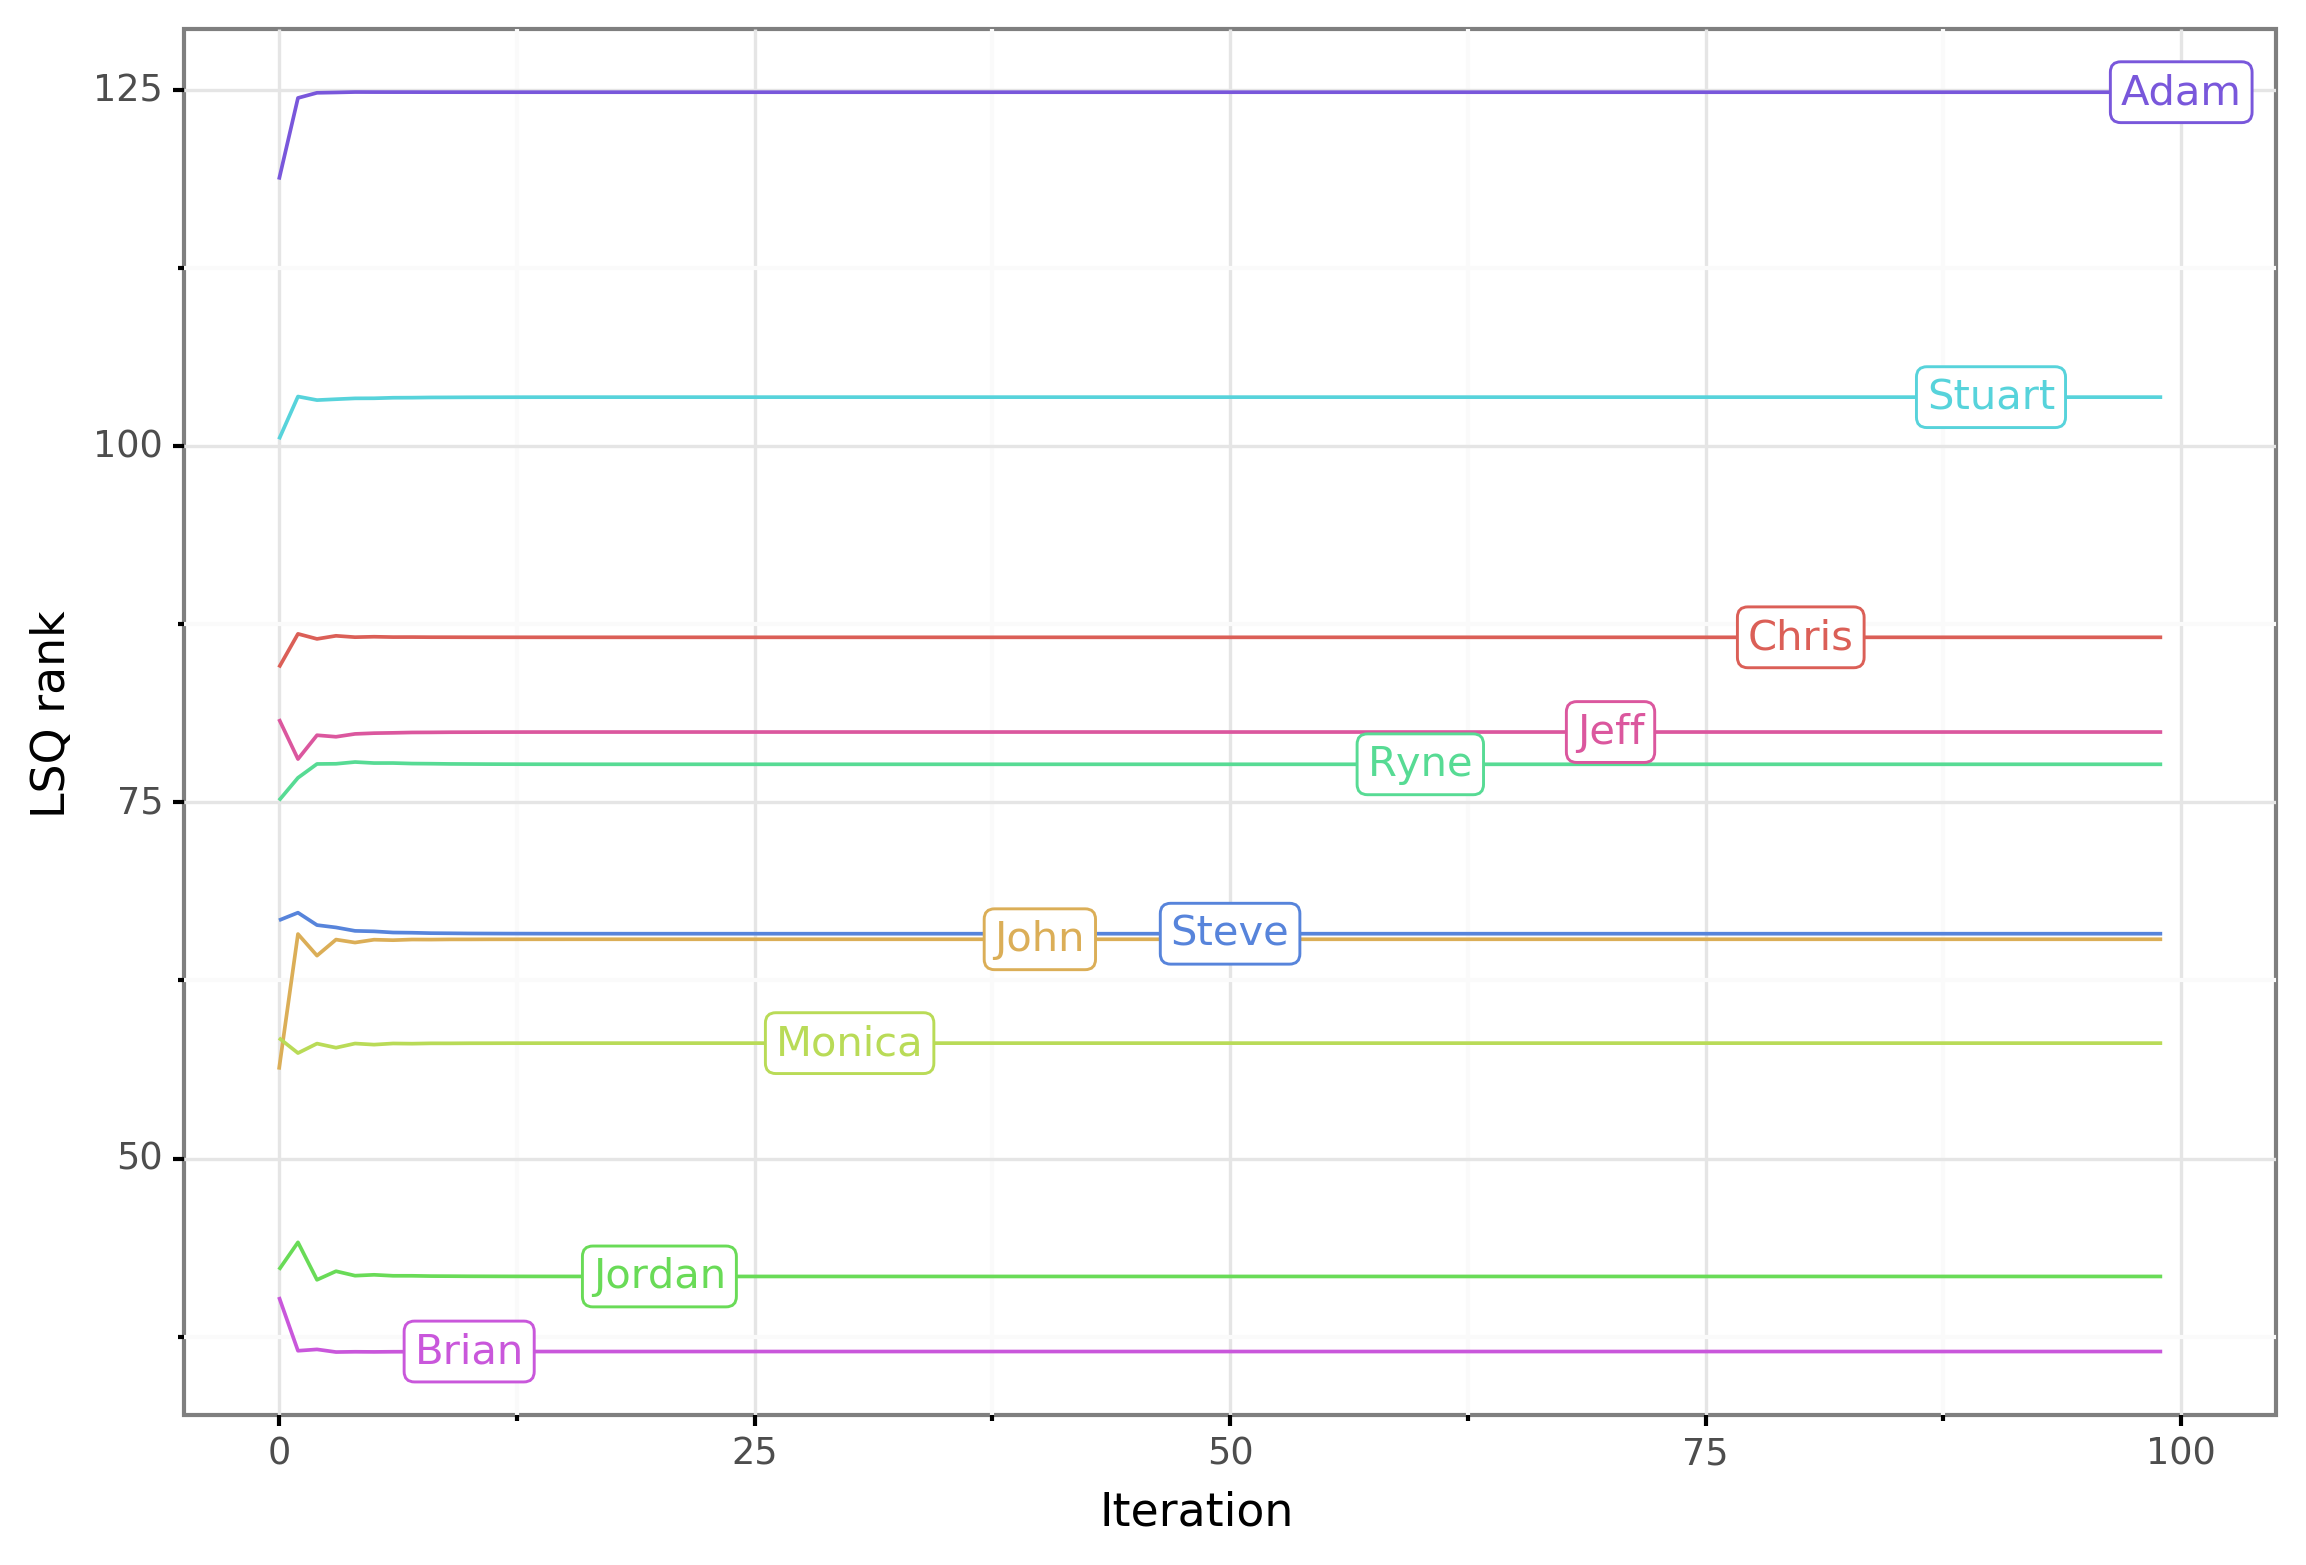 125
100
75
50
LSQ rank
Adam
Stuart
Chris
Jeff
Ryne
Steve
John
Monica
Jordan
Brian
0 25 50 75 100
Iteration